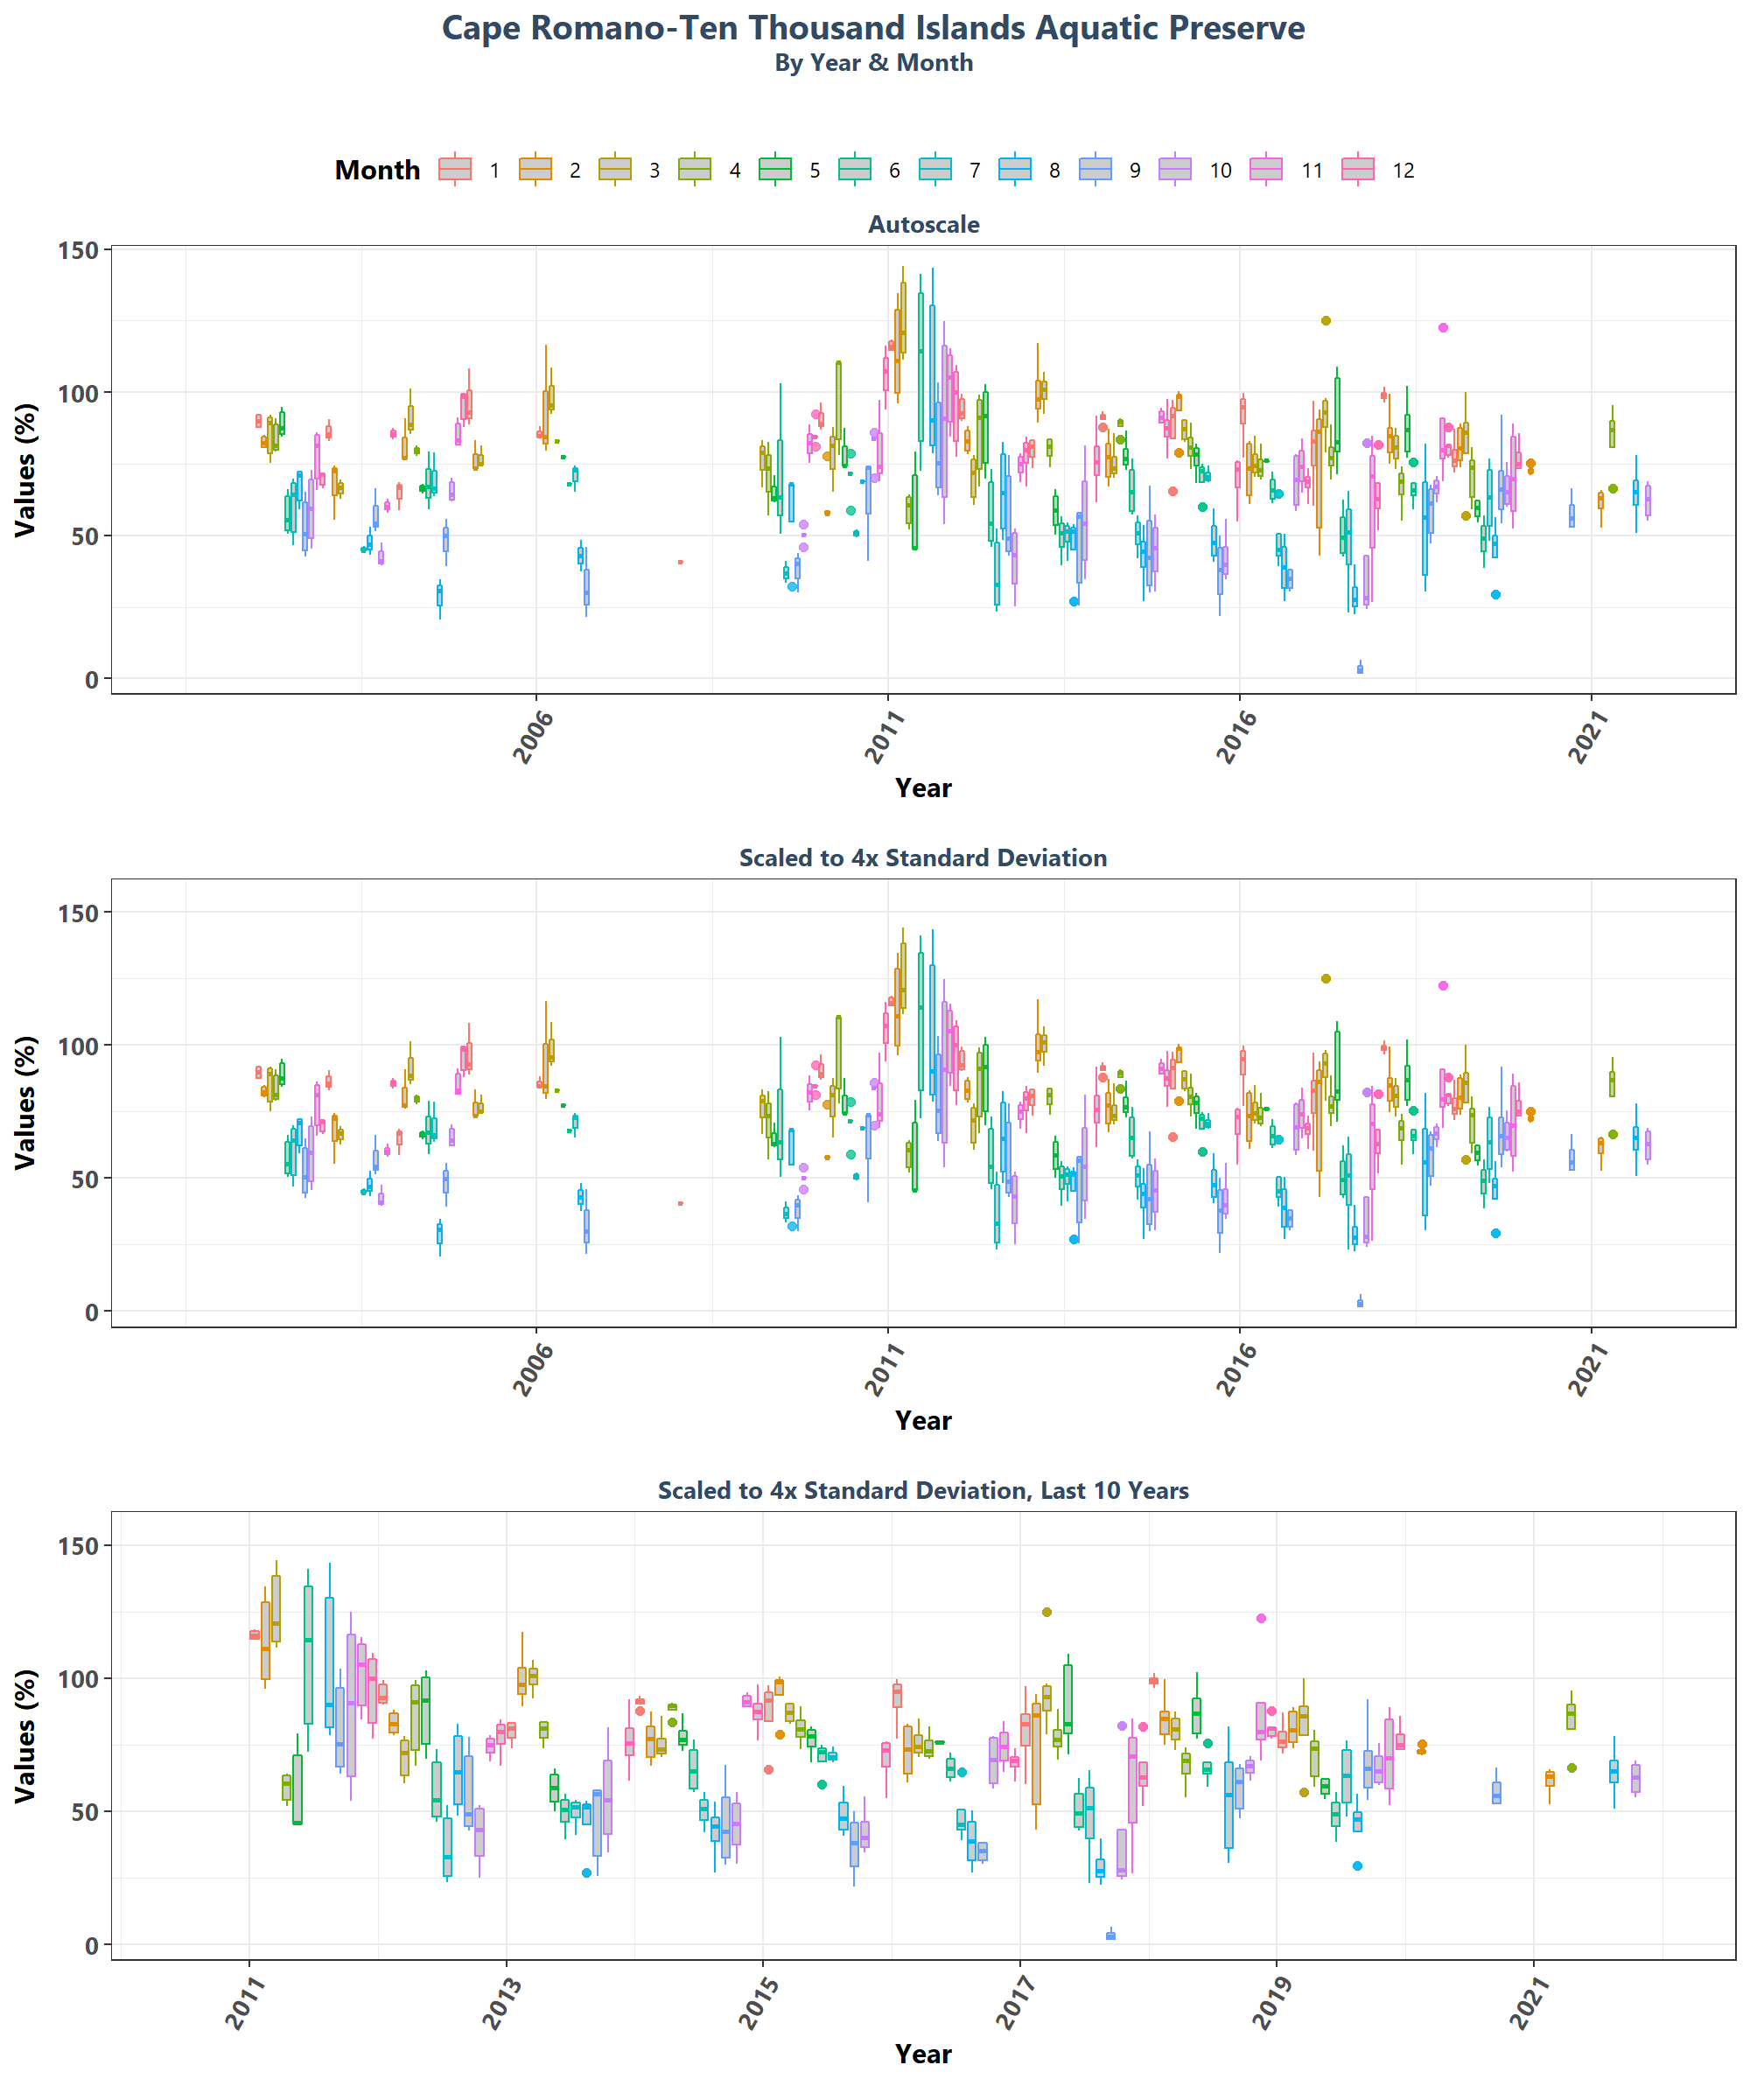 Cape Romano-Ten Thousand Islands Aquatic Preserve
By Year & Month
Month 1 2 3 4 5 6 7 8 9 10 11 12
Autoscale
Values (%)
150
100
50
0
2006 2011 2016 2021
Year
Scaled to 4x Standard Deviation
Values (%)
150
100
50
0
2006 2011 2016 2021
Year
Scaled to 4x Standard Deviation, Last 10 Years
Values (%)
150
100
50
0
2011 2013 2015 2017 2019 2021
Year